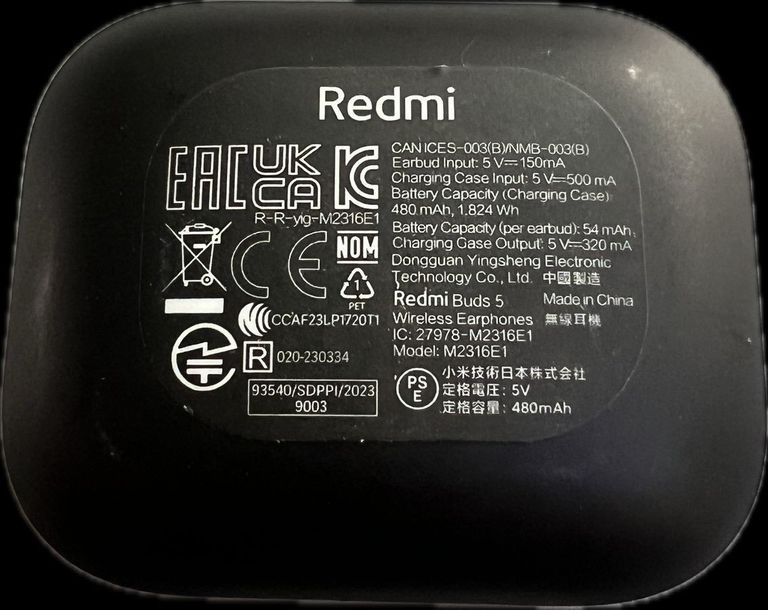 Redmi
EAC UK CA KC
R-R-yig-M2316E1
CE NOM
1
PET
CCAF23LP1720T1
R 020-230334
93540/SDPPI/2023
9003
CAN ICES-003(B)/NMB-003(B)
Earbud Input: 5 V⎓150mA
Charging Case Input: 5 V⎓500 mA
Battery Capacity (Charging Case):
480 mAh, 1.824 Wh
Battery Capacity (per earbud): 54 mAh,
Charging Case Output: 5 V⎓320 mA
Dongguan Yingsheng Electronic
Technology Co., Ltd. 中國製造
Redmi Buds 5 Made in China
Wireless Earphones 無線耳機
IC: 27978-M2316E1
Model: M2316E1
PS
E
小米技術日本株式会社
定格電圧: 5V
定格容量: 480mAh